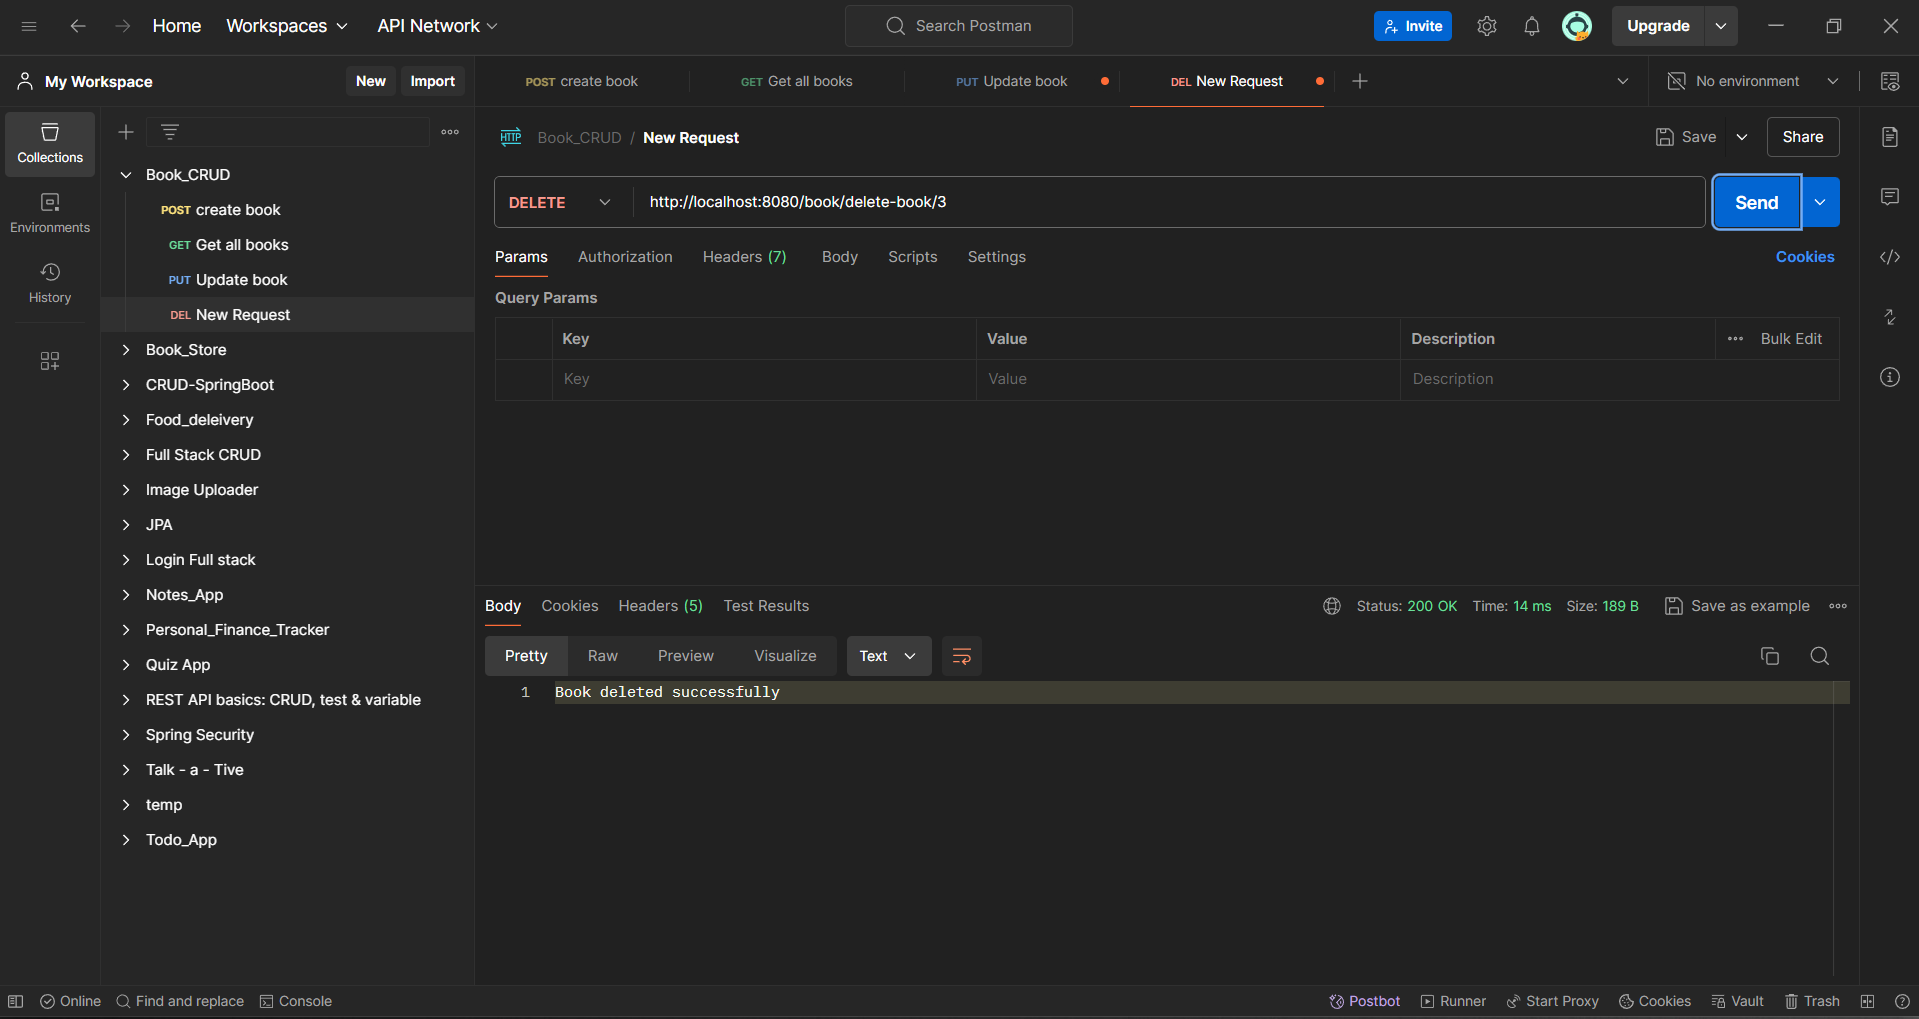 Home Workspaces API Network Search Postman Invite Upgrade
My Workspace New Import POST create book GET Get all books PUT Update book DEL New Request No environment
Collections
Environments
History
Book_CRUD
POST create book
GET Get all books
PUT Update book
DEL New Request
Book_Store
CRUD-SpringBoot
Food_deleivery
Full Stack CRUD
Image Uploader
JPA
Login Full stack
Notes_App
Personal_Finance_Tracker
Quiz App
REST API basics: CRUD, test & variable
Spring Security
Talk - a - Tive
temp
Todo_App
HTTP Book_CRUD / New Request Save Share
DELETE http://localhost:8080/book/delete-book/3 Send
Params Authorization Headers (7) Body Scripts Settings Cookies
Query Params
Key Value Description Bulk Edit
Key Value Description
Body Cookies Headers (5) Test Results Status: 200 OK Time: 14 ms Size: 189 B Save as example
Pretty Raw Preview Visualize Text
1 Book deleted successfully
Online Find and replace Console Postbot Runner Start Proxy Cookies Vault Trash